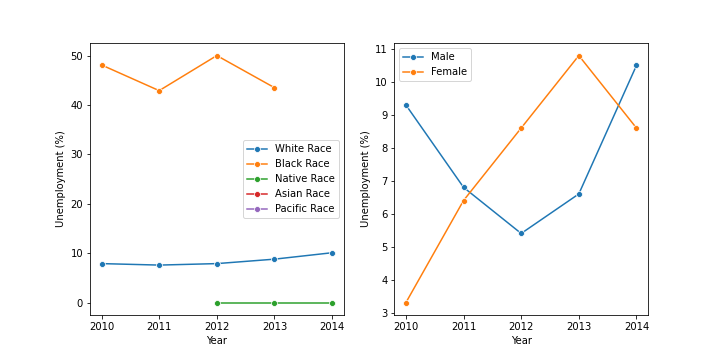 50
40
30
20
10
0
Unemployment (%)
White Race
Black Race
Native Race
Asian Race
Pacific Race
2010 2011 2012 2013 2014
Year
11
10
9
8
7
6
5
4
3
Unemployment (%)
Male
Female
2010 2011 2012 2013 2014
Year